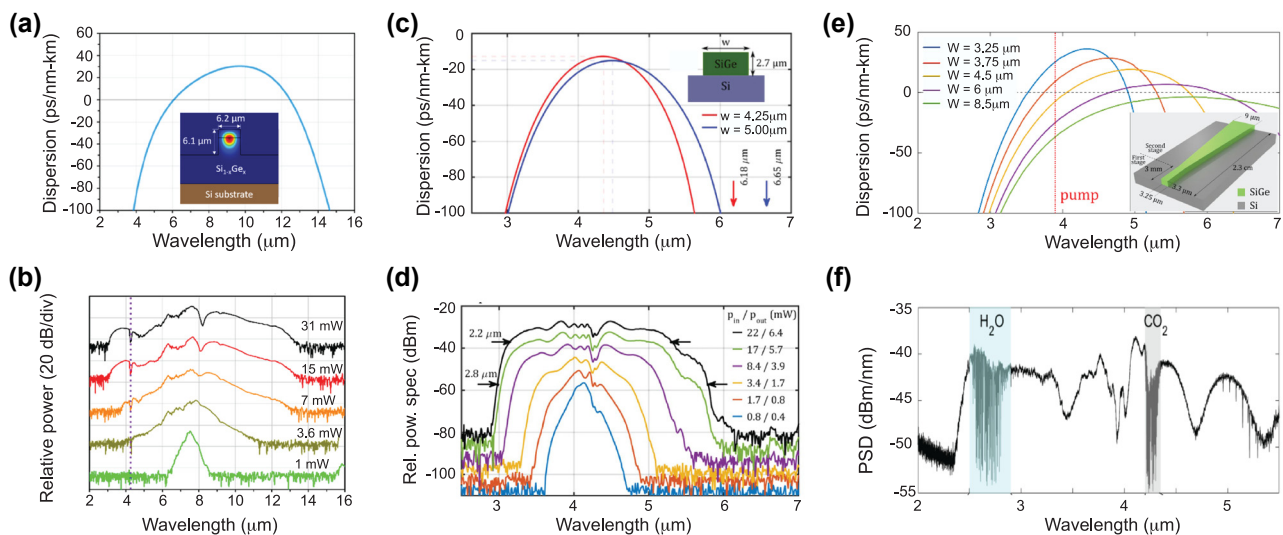 (a)
Dispersion (ps/nm-km)
60
40
20
0
-20
-40
-60
-80
-100
6.2 μm
6.1 μm
Si1-xGex
Si substrate
2 4 6 8 10 12 14 16
Wavelength (μm)
(b)
Relative power (20 dB/div)
31 mW
15 mW
7 mW
3.6 mW
1 mW
2 4 6 8 10 12 14 16
Wavelength (μm)
(c)
Dispersion (ps/nm-km)
0
-20
-40
-60
-80
-100
w
SiGe
2.7 μm
Si
w = 4.25μm
w = 5.00μm
6.18 μm
6.65 μm
3 4 5 6 7
Wavelength (μm)
(d)
Rel. pow. spec (dBm)
-20
-40
-60
-80
-100
2.2 μm
2.8 μm
pin / pout (mW)
22 / 6.4
17 / 5.7
8.4 / 3.9
3.4 / 1.7
1.7 / 0.8
0.8 / 0.4
3 4 5 6 7
Wavelength (μm)
(e)
Dispersion (ps/nm-km)
50
0
-50
-100
W = 3,25 μm
W = 3,75 μm
W = 4.5 μm
W = 6 μm
W = 8.5μm
pump
9 μm
Second stage
First stage
3 mm
2.3 cm
3.3 μm
3,25 μm
SiGe
Si
3 4 5 6 7
Wavelength (μm)
(f)
PSD (dBm/nm)
-35
-40
-45
-50
-55
H2O
CO2
2 3 4 5
Wavelength (μm)